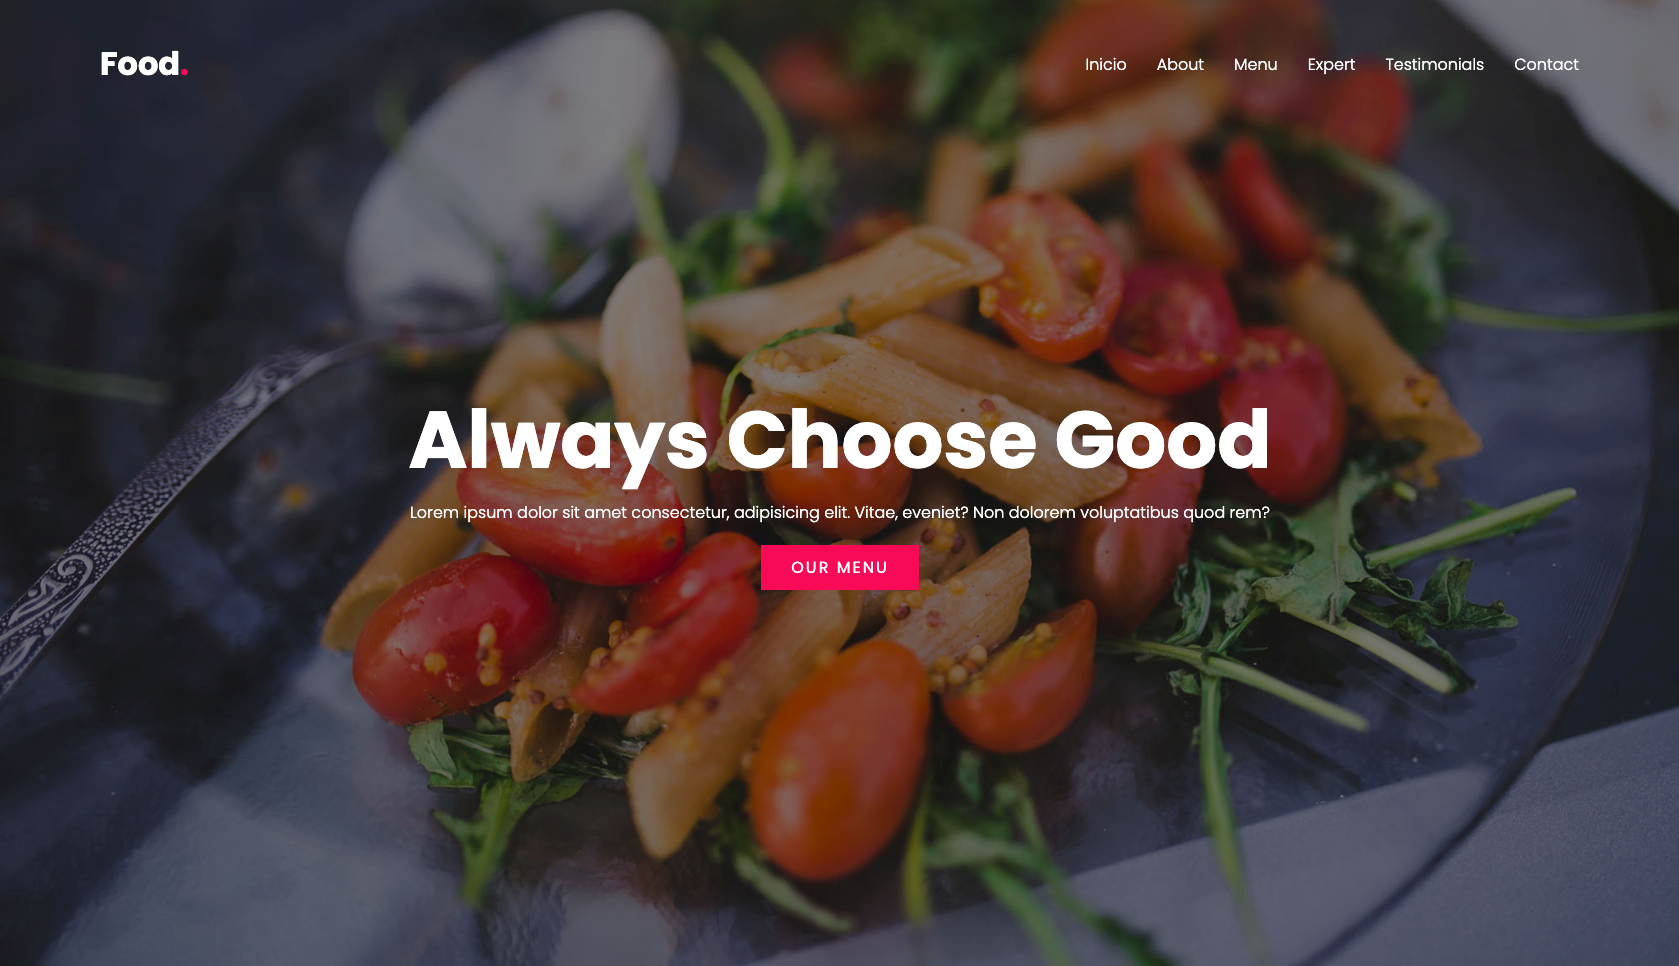 Food.
Inicio About Menu Expert Testimonials Contact
Always Choose Good
Lorem ipsum dolor sit amet consectetur, adipisicing elit. Vitae, eveniet? Non dolorem voluptatibus quod rem?
OUR MENU